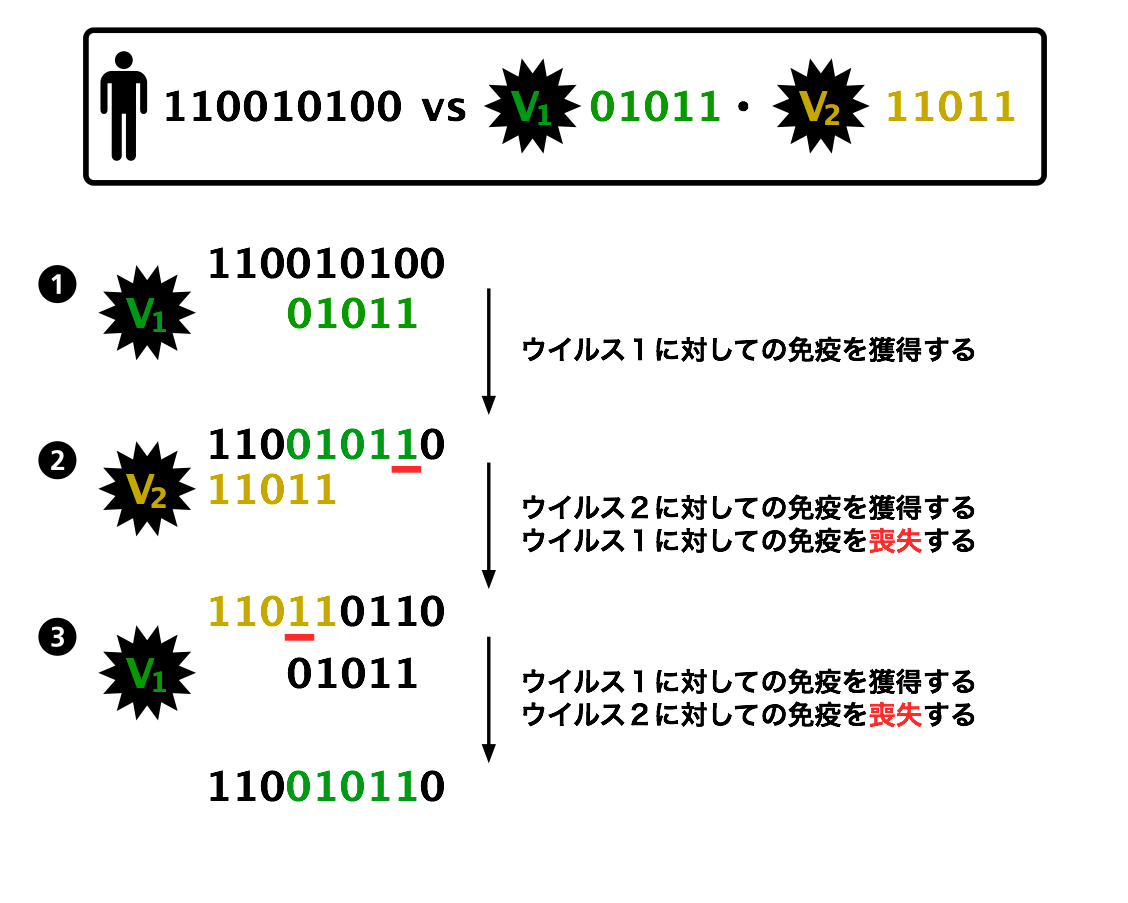 110010100 vs V1 01011・ V2 11011
❶ V1
110010100
01011
ウイルス１に対しての免疫を獲得する
❷ V2
110010110
11011
ウイルス２に対しての免疫を獲得する
ウイルス１に対しての免疫を喪失する
❸ V1
110110110
01011
ウイルス１に対しての免疫を獲得する
ウイルス２に対しての免疫を喪失する
110010110